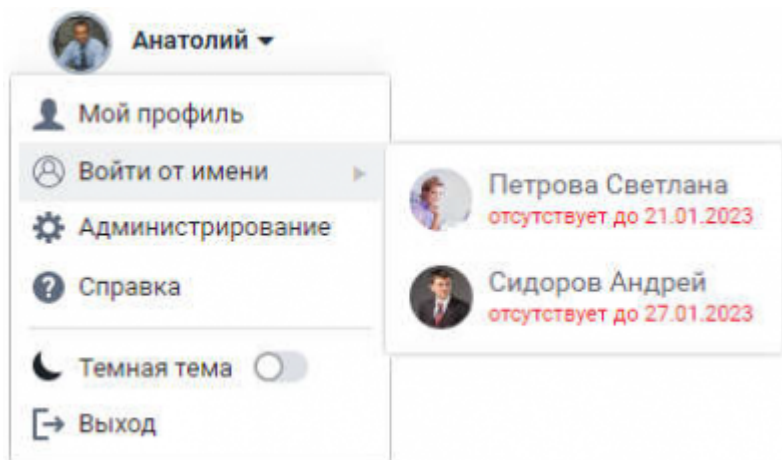 Анатолий
Мой профиль
Войти от имени
Петрова Светлана
отсутствует до 21.01.2023
Администрирование
Справка
Сидоров Андрей
отсутствует до 27.01.2023
Темная тема
Выход